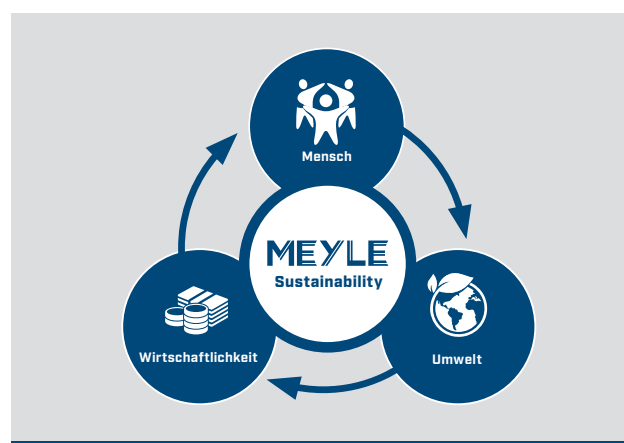 Mensch
MEYLE
Sustainability
Wirtschaftlichkeit
Umwelt